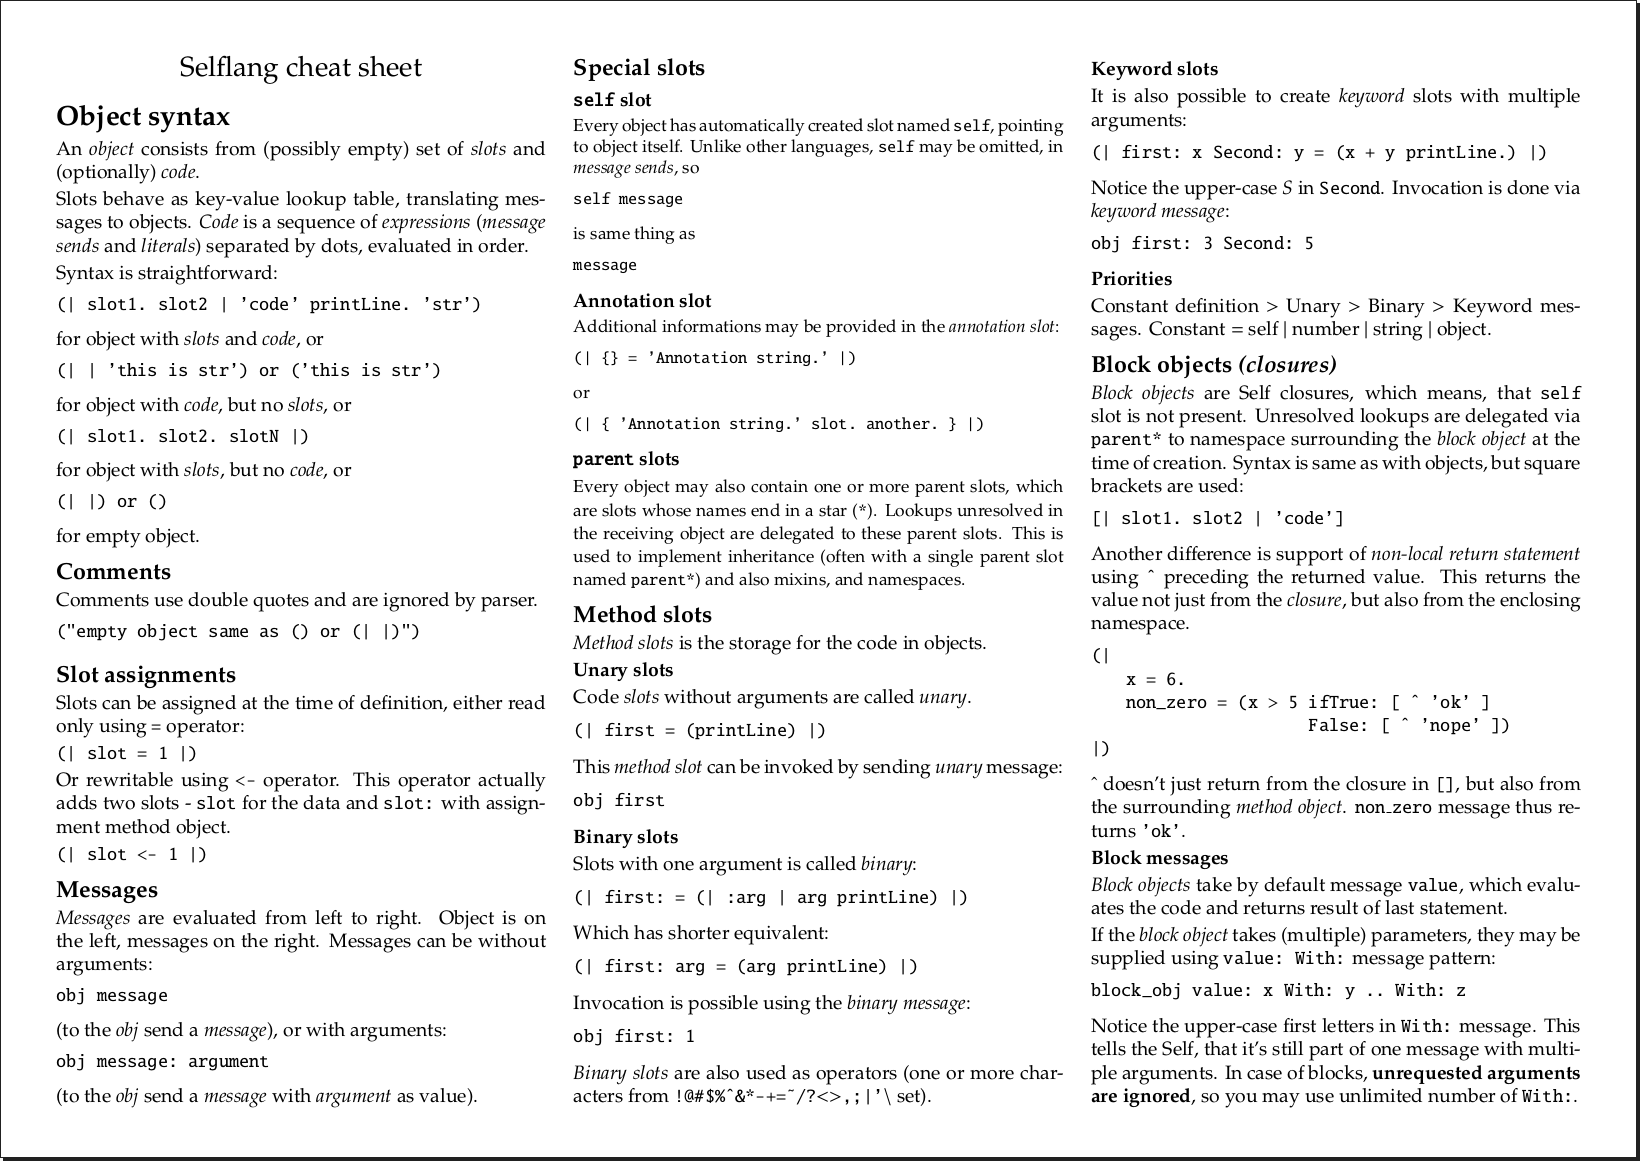 Selflang cheat sheet
Object syntax
An object consists from (possibly empty) set of slots and
(optionally) code.
Slots behave as key-value lookup table, translating mes-
sages to objects. Code is a sequence of expressions (message
sends and literals) separated by dots, evaluated in order.
Syntax is straightforward:
(| slot1. slot2 | ’code’ printLine. ’str’)
for object with slots and code, or
(| | ’this is str’) or (’this is str’)
for object with code, but no slots, or
(| slot1. slot2. slotN |)
for object with slots, but no code, or
(| |) or ()
for empty object.
Comments
Comments use double quotes and are ignored by parser.
("empty object same as () or (| |)")
Slot assignments
Slots can be assigned at the time of definition, either read
only using = operator:
(| slot = 1 |)
Or rewritable using <- operator. This operator actually
adds two slots - slot for the data and slot: with assign-
ment method object.
(| slot <- 1 |)
Messages
Messages are evaluated from left to right. Object is on
the left, messages on the right. Messages can be without
arguments:
obj message
(to the obj send a message), or with arguments:
obj message: argument
(to the obj send a message with argument as value).
Special slots
self slot
Every object has automatically created slot named self, pointing
to object itself. Unlike other languages, self may be omitted, in
message sends, so
self message
is same thing as
message
Annotation slot
Additional informations may be provided in the annotation slot:
(| {} = ’Annotation string.’ |)
or
(| { ’Annotation string.’ slot. another. } |)
parent slots
Every object may also contain one or more parent slots, which
are slots whose names end in a star (*). Lookups unresolved in
the receiving object are delegated to these parent slots. This is
used to implement inheritance (often with a single parent slot
named parent*) and also mixins, and namespaces.
Method slots
Method slots is the storage for the code in objects.
Unary slots
Code slots without arguments are called unary.
(| first = (printLine) |)
This method slot can be invoked by sending unary message:
obj first
Binary slots
Slots with one argument is called binary:
(| first: = (| :arg | arg printLine) |)
Which has shorter equivalent:
(| first: arg = (arg printLine) |)
Invocation is possible using the binary message:
obj first: 1
Binary slots are also used as operators (one or more char-
acters from !@#$%ˆ&*-+=˜/?<>,;|’\ set).
Keyword slots
It is also possible to create keyword slots with multiple
arguments:
(| first: x Second: y = (x + y printLine.) |)
Notice the upper-case S in Second. Invocation is done via
keyword message:
obj first: 3 Second: 5
Priorities
Constant definition > Unary > Binary > Keyword mes-
sages. Constant = self | number | string | object.
Block objects (closures)
Block objects are Self closures, which means, that self
slot is not present. Unresolved lookups are delegated via
parent* to namespace surrounding the block object at the
time of creation. Syntax is same as with objects, but square
brackets are used:
[| slot1. slot2 | ’code’]
Another difference is support of non-local return statement
using ˆ preceding the returned value. This returns the
value not just from the closure, but also from the enclosing
namespace.
(|
x = 6.
non_zero = (x > 5 ifTrue: [ ˆ ’ok’ ]
False: [ ˆ ’nope’ ])
|)
ˆ doesn’t just return from the closure in [], but also from
the surrounding method object. non_zero message thus re-
turns ’ok’.
Block messages
Block objects take by default message value, which evalu-
ates the code and returns result of last statement.
If the block object takes (multiple) parameters, they may be
supplied using value: With: message pattern:
block_obj value: x With: y .. With: z
Notice the upper-case first letters in With: message. This
tells the Self, that it’s still part of one message with multi-
ple arguments. In case of blocks, unrequested arguments
are ignored, so you may use unlimited number of With:.